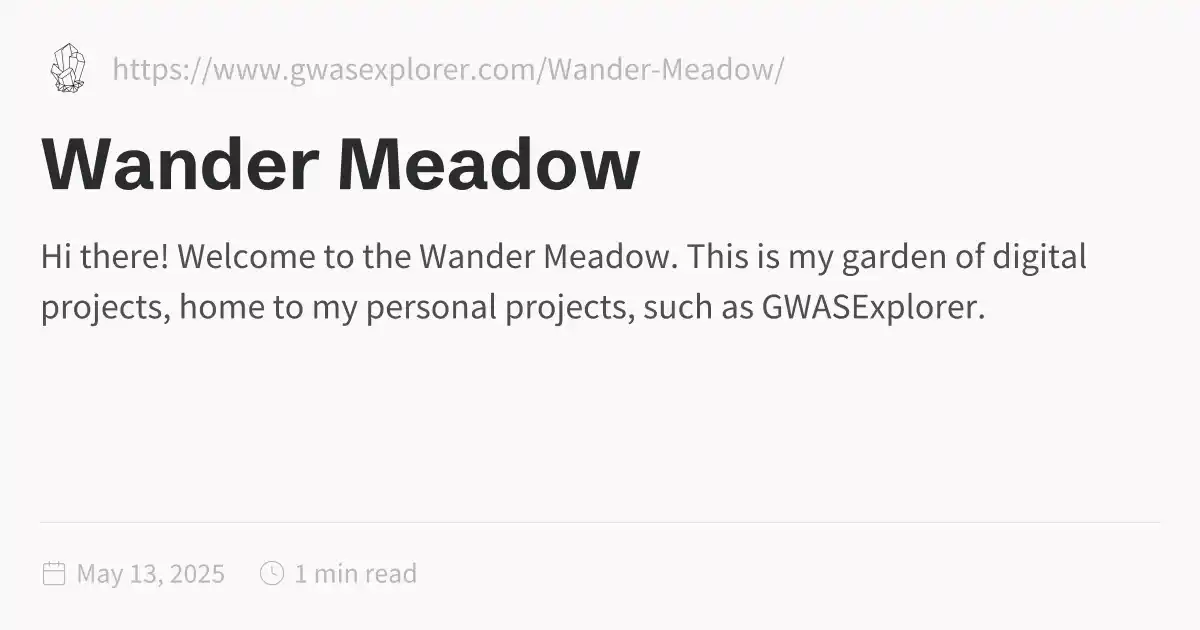 https://www.gwasexplorer.com/Wander-Meadow/
Wander Meadow
Hi there! Welcome to the Wander Meadow. This is my garden of digital
projects, home to my personal projects, such as GWASExplorer.
May 13, 2025 1 min read